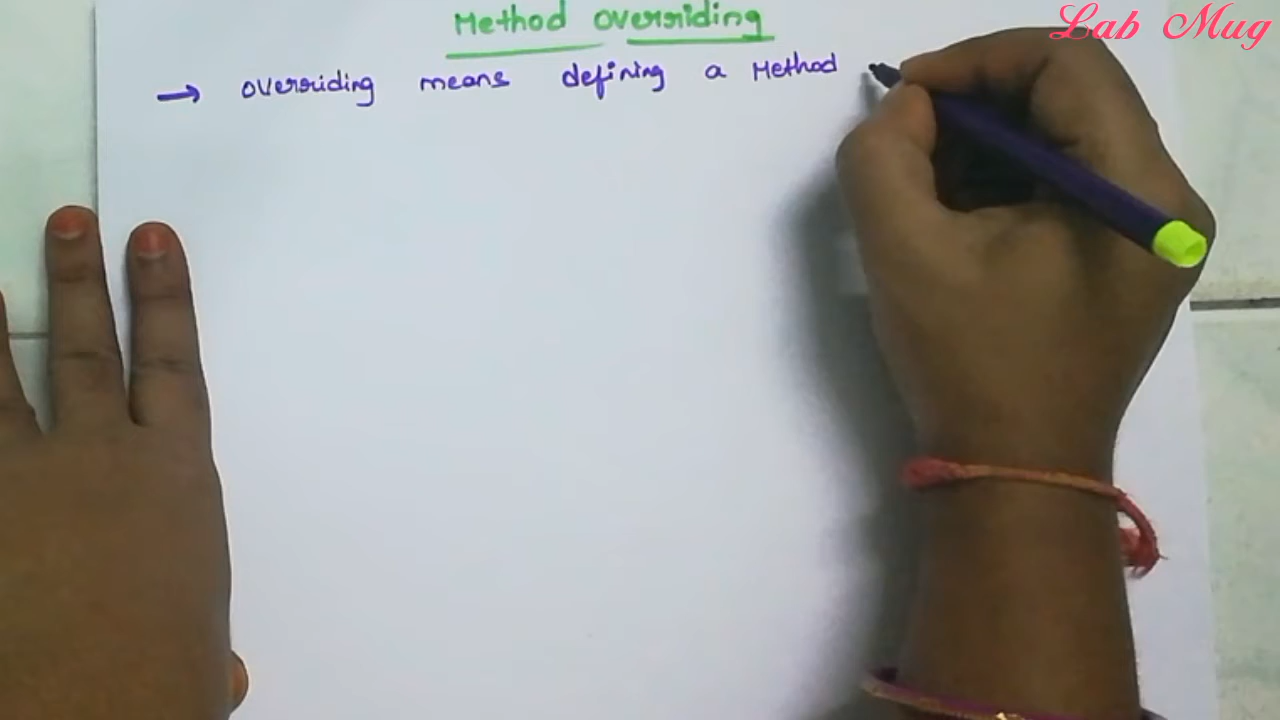 Method overriding
Lab Mug
→ overriding means defining a Method